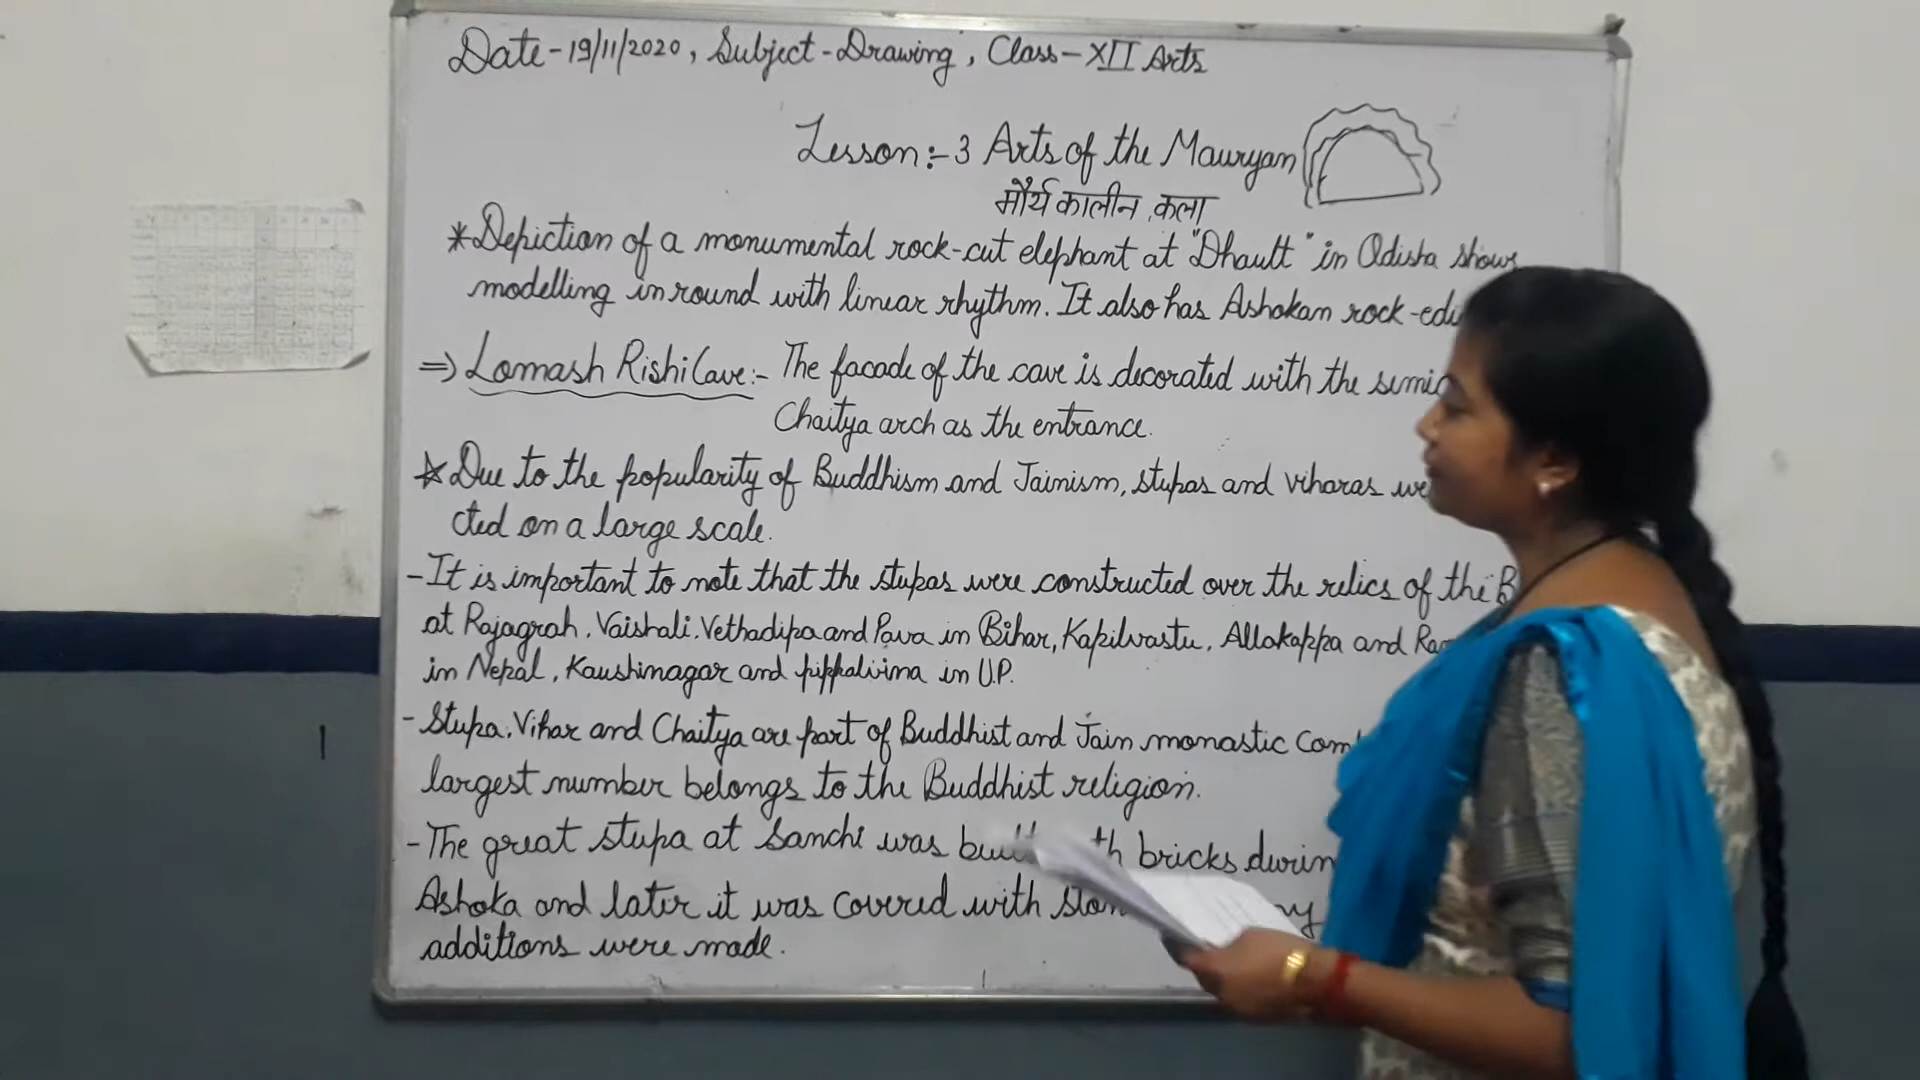 Date-19/11/2020, Subject-Drawing, Class-XII Arts
Lesson:-3 Arts of the Mauryan
मौर्य कालीन कला
*Depiction of a monumental rock-cut elephant at "Dhault" in Odisha shows
modelling in round with linear rhythm. It also has Ashokan rock-
⇒ Lomash Rishi Cave:- The facade of the cave is decorated with the
Chaitya arch as the entrance.
*Due to the popularity of Buddhism and Jainism, stupas and viharas
cted on a large scale.
-It is important to note that the stupas were constructed over the relics of the
at Rajagrah, Vaishali, Vethadipa and Pava in Bihar, Kapilvastu, Allakappa and
in Nepal, Kaushinagar and pippalvina in U.P.
-Stupa, Vihar and Chaitya are part of Buddhist and Jain monastic
largest number belongs to the Buddhist religion.
-The great stupa at Sanchi was bricks
Ashoka and later it was covered with
additions were made.